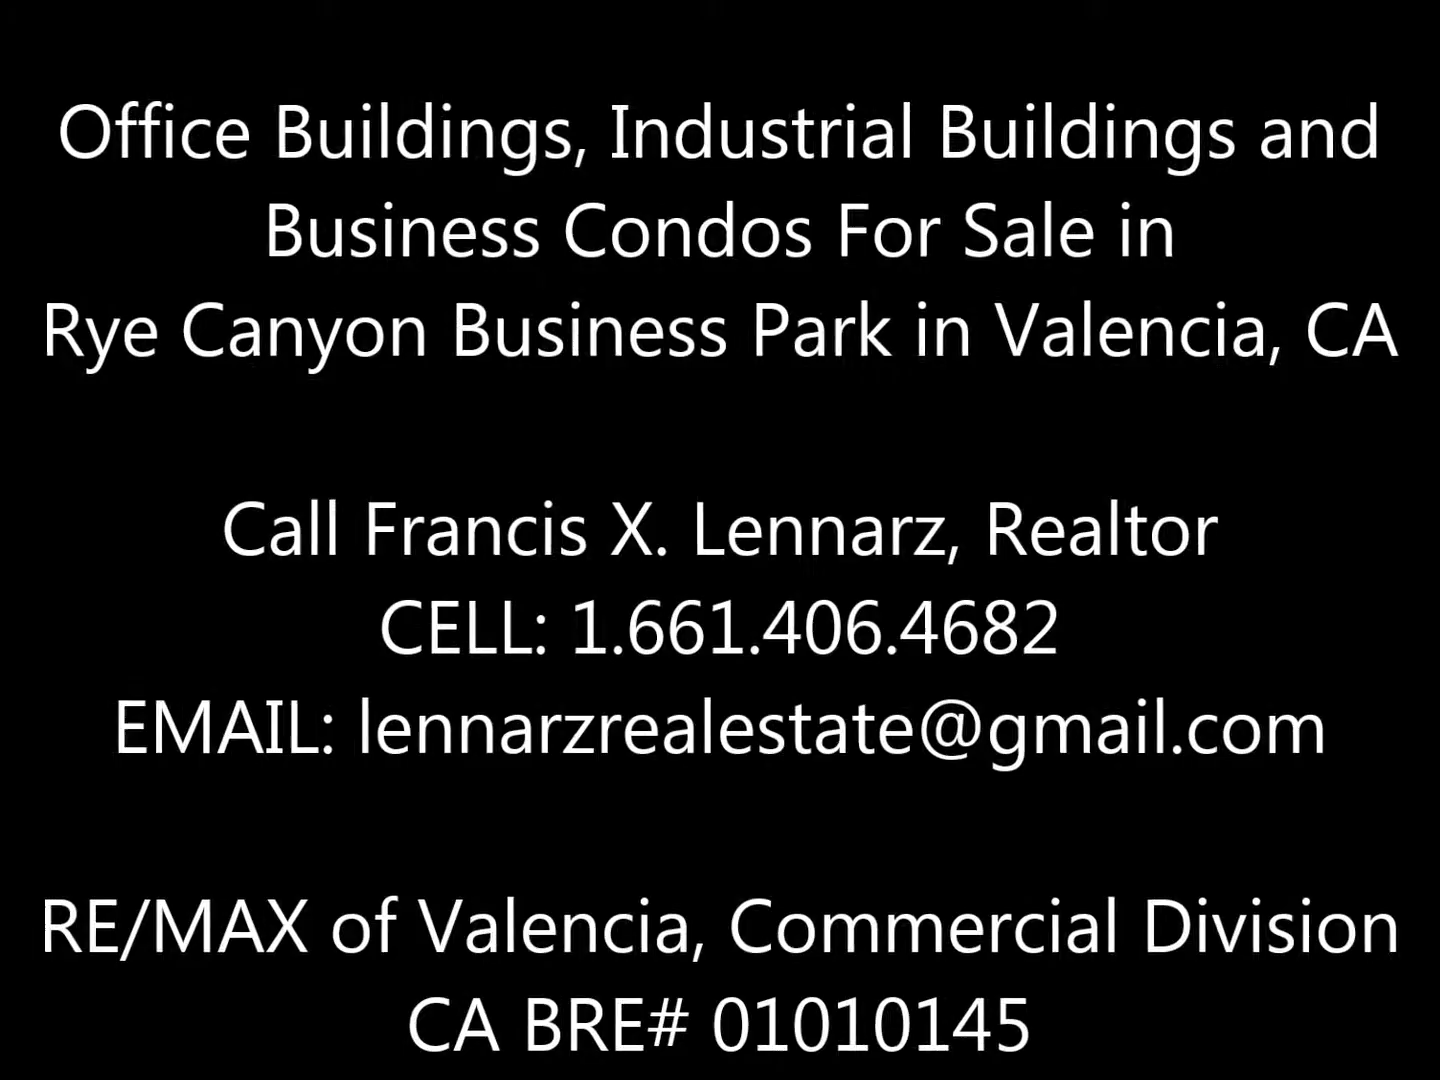 Office Buildings, Industrial Buildings and
Business Condos For Sale in
Rye Canyon Business Park in Valencia, CA
Call Francis X. Lennarz, Realtor
CELL: 1.661.406.4682
EMAIL: lennarzrealestate@gmail.com
RE/MAX of Valencia, Commercial Division
CA BRE# 01010145